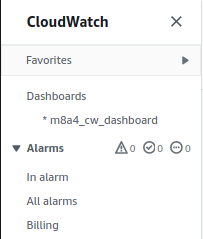 CloudWatch
Favorites
Dashboards
* m8a4_cw_dashboard
Alarms 0 0 0
In alarm
All alarms
Billing